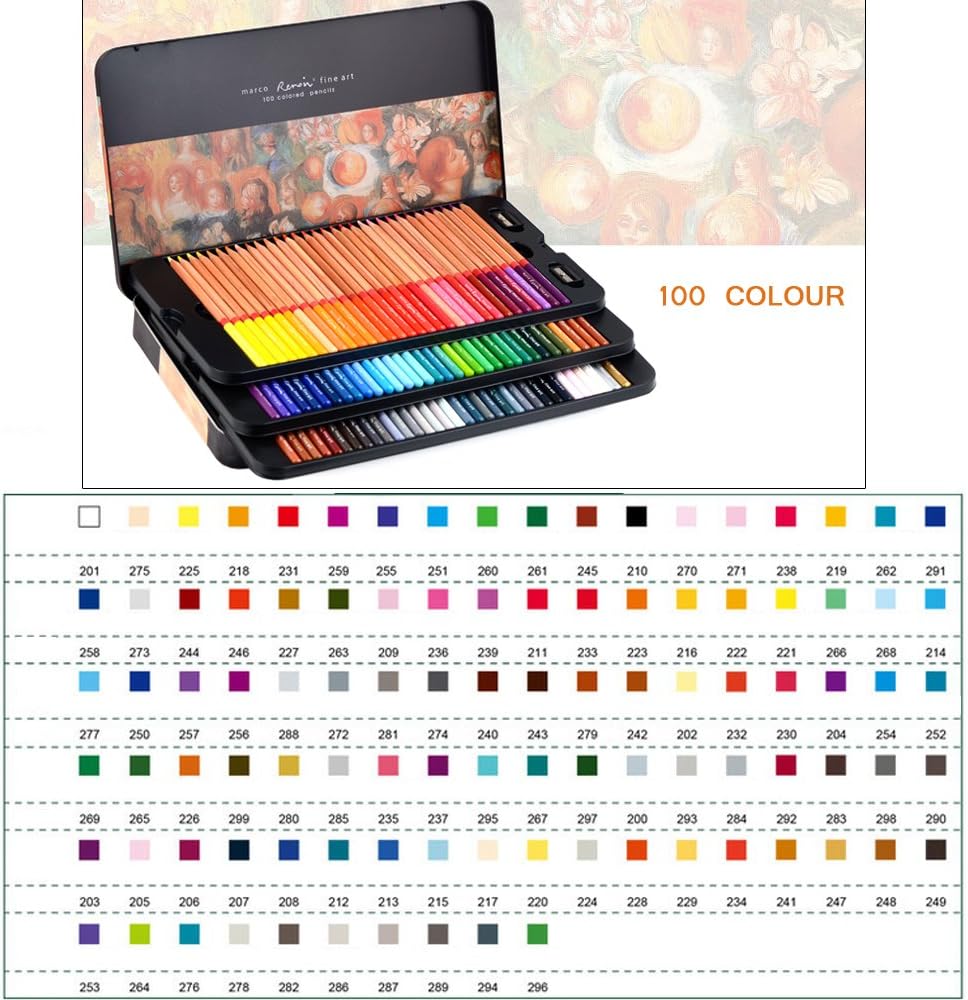 marco Renoir fine art
100 colored pencils
100 COLOUR
201 275 225 218 231 259 255 251 260 261 245 210 270 271 238 219 262 291
258 273 244 246 227 263 209 236 239 211 233 223 216 222 221 266 268 214
277 250 257 256 288 272 281 274 240 243 279 242 202 232 230 204 254 252
269 265 226 299 280 285 235 237 295 267 297 200 293 284 292 283 298 290
203 205 206 207 208 212 213 215 217 220 224 228 229 234 241 247 248 249
253 264 276 278 282 286 287 289 294 296